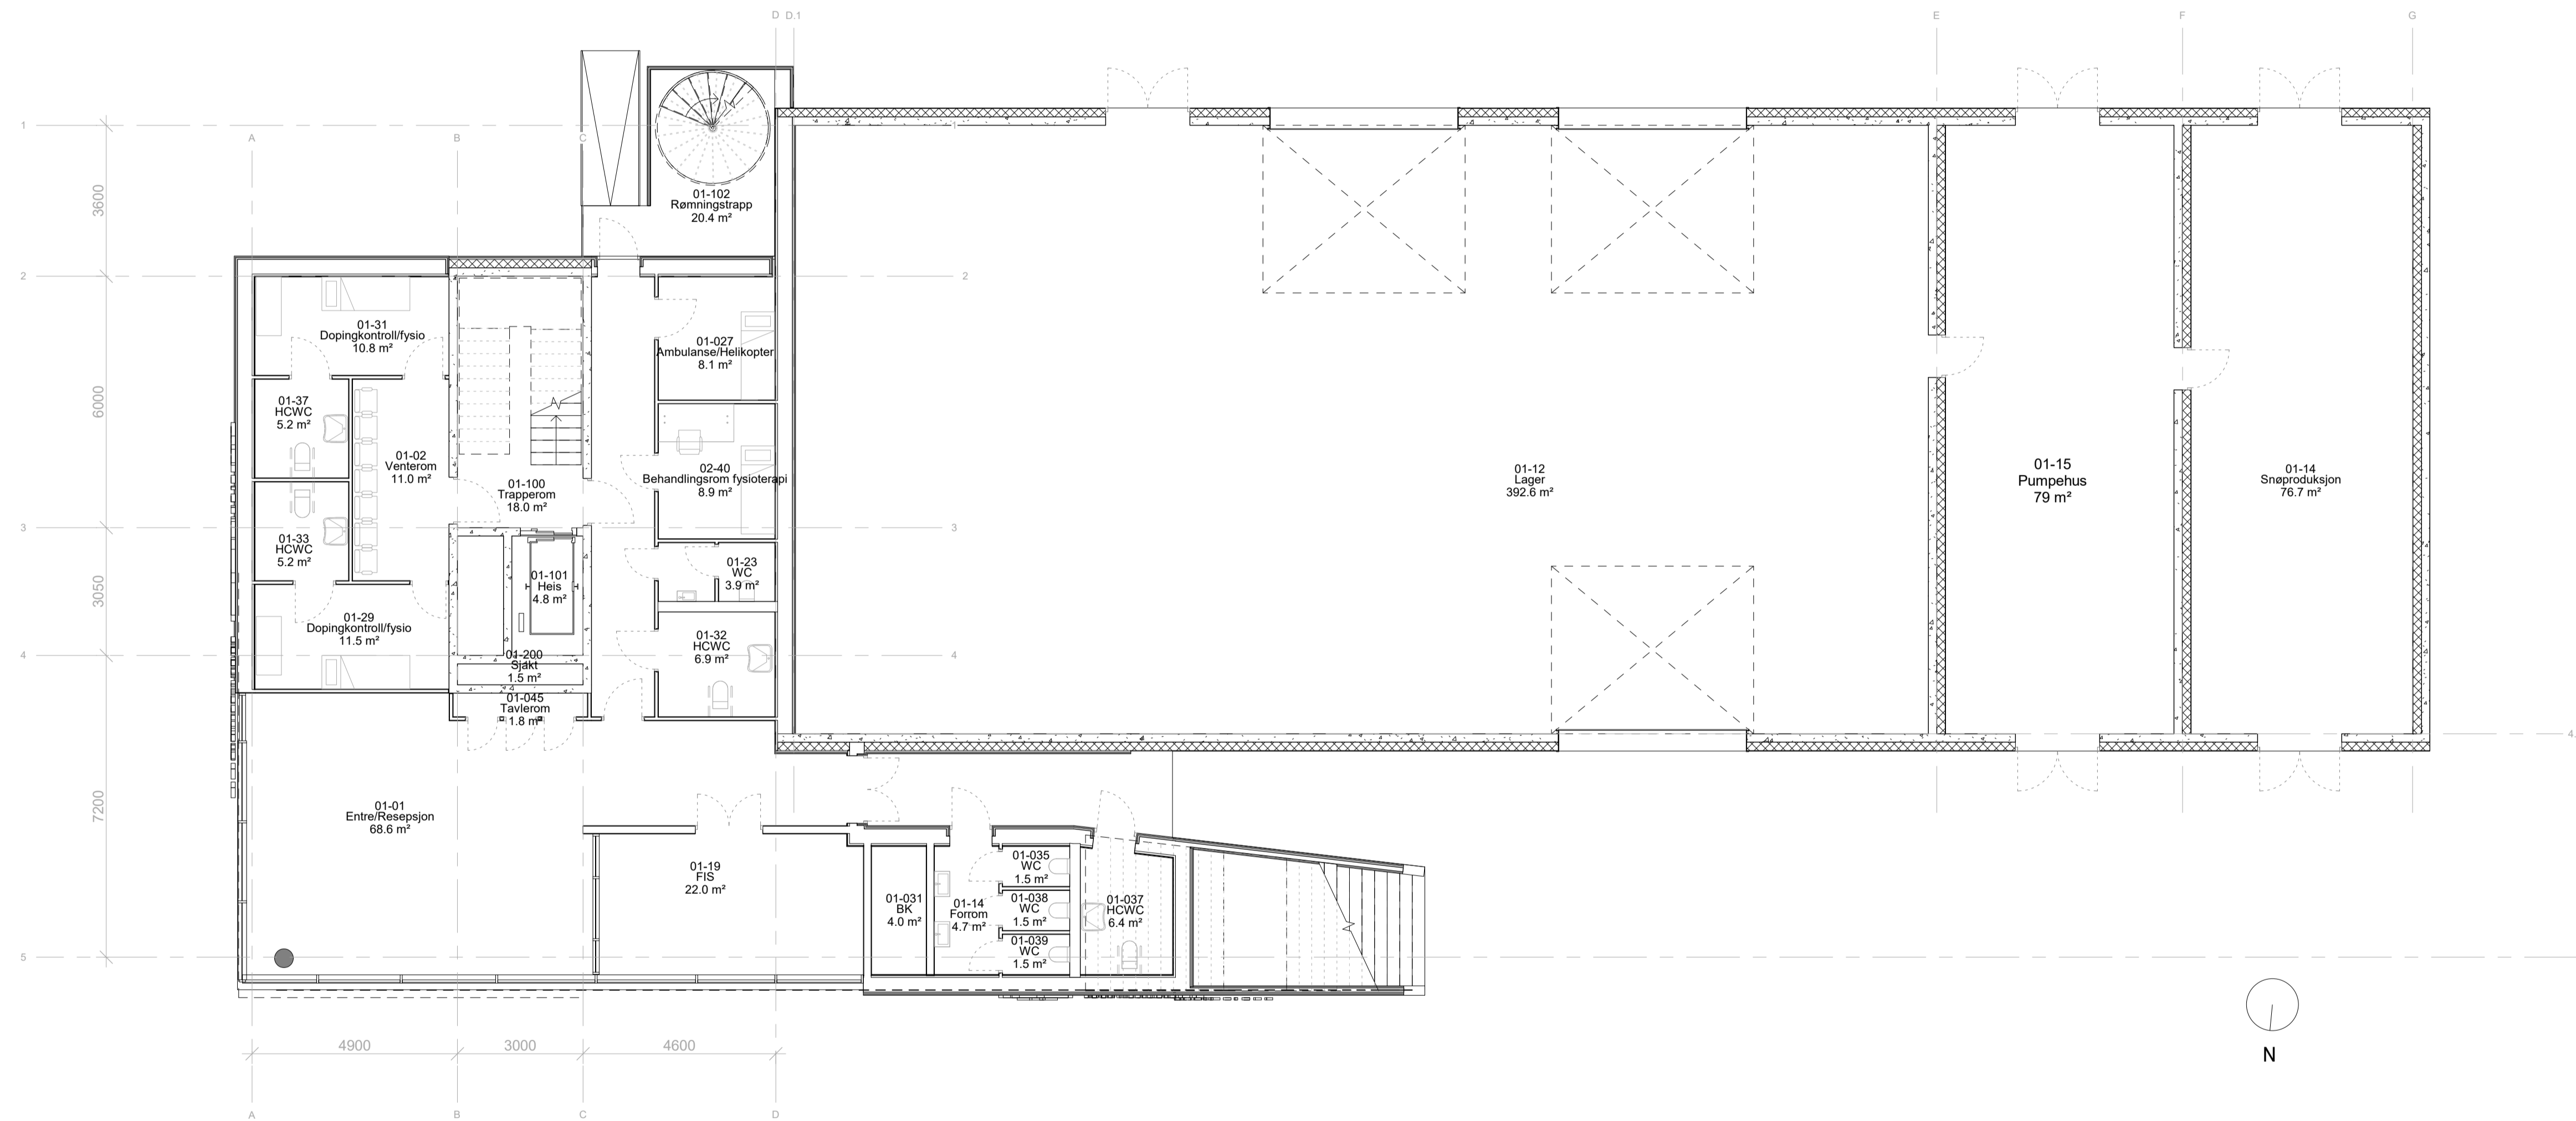 D D.1 E F G
1
A B C
1
3600
01-102
Rømningstrapp
20.4 m²
2
2
01-31
Dopingkontroll/fysio
10.8 m²
01-027
Ambulanse/Helikopter
8.1 m²
6000
01-37
HCWC
5.2 m²
01-02
Venterom
11.0 m²
01-100
Trapperom
18.0 m²
02-40
Behandlingsrom fysioterapi
8.9 m²
01-12
Lager
392.6 m²
01-15
Pumpehus
79 m²
01-14
Snøproduksjon
76.7 m²
3
3
01-33
HCWC
5.2 m²
01-101
Heis
4.8 m²
01-23
WC
3.9 m²
3050
01-29
Dopingkontroll/fysio
11.5 m²
01-32
HCWC
6.9 m²
4
4
01-200
Sjakt
1.5 m²
01-045
Tavlerom
1.8 m²
4.
7200
01-01
Entre/Resepsjon
68.6 m²
01-19
FIS
22.0 m²
01-031
BK
4.0 m²
01-14
Forrom
4.7 m²
01-035
WC
1.5 m²
01-038
WC
1.5 m²
01-039
WC
1.5 m²
01-037
HCWC
6.4 m²
5
4900 3000 4600
N
A B C D